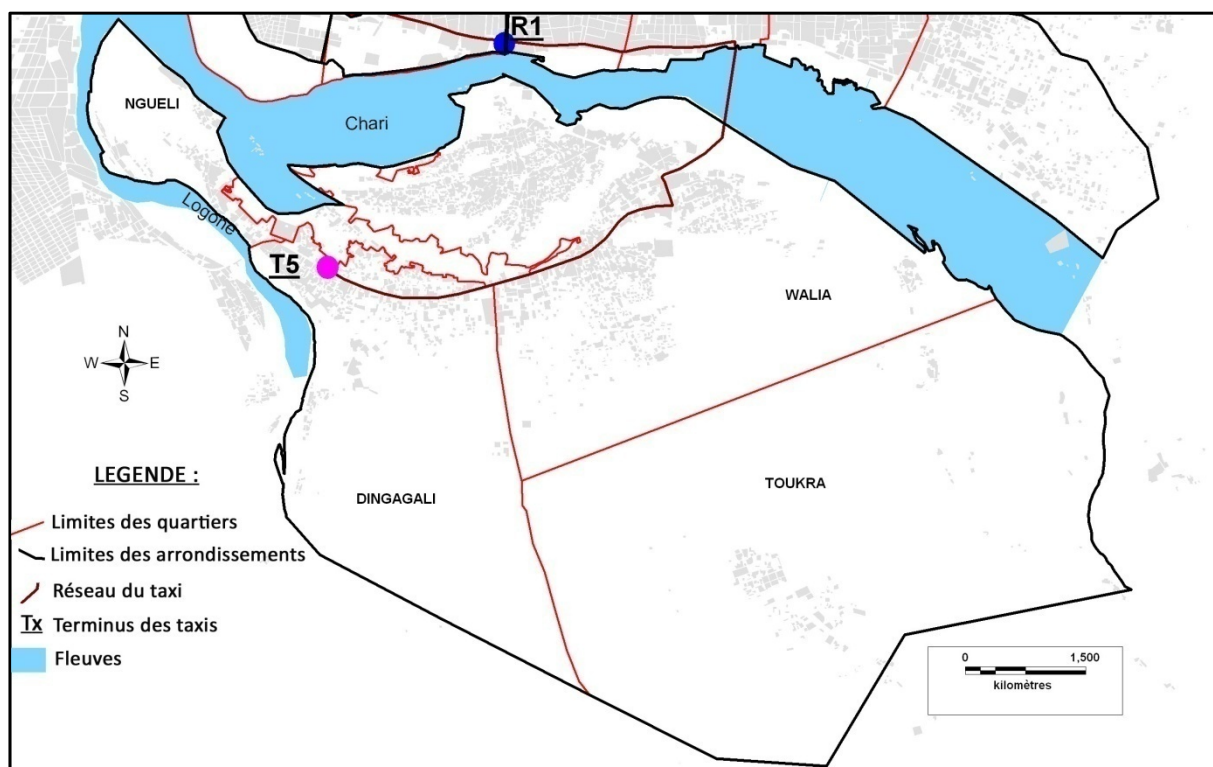 R1
NGUELI
Chari
Logone
T5
WALIA
N
W E
S
LEGENDE :
TOUKRA
DINGAGALI
Limites des quartiers
Limites des arrondissements
Réseau du taxi
Tx Terminus des taxis
Fleuves
0 1,500
kilomètres